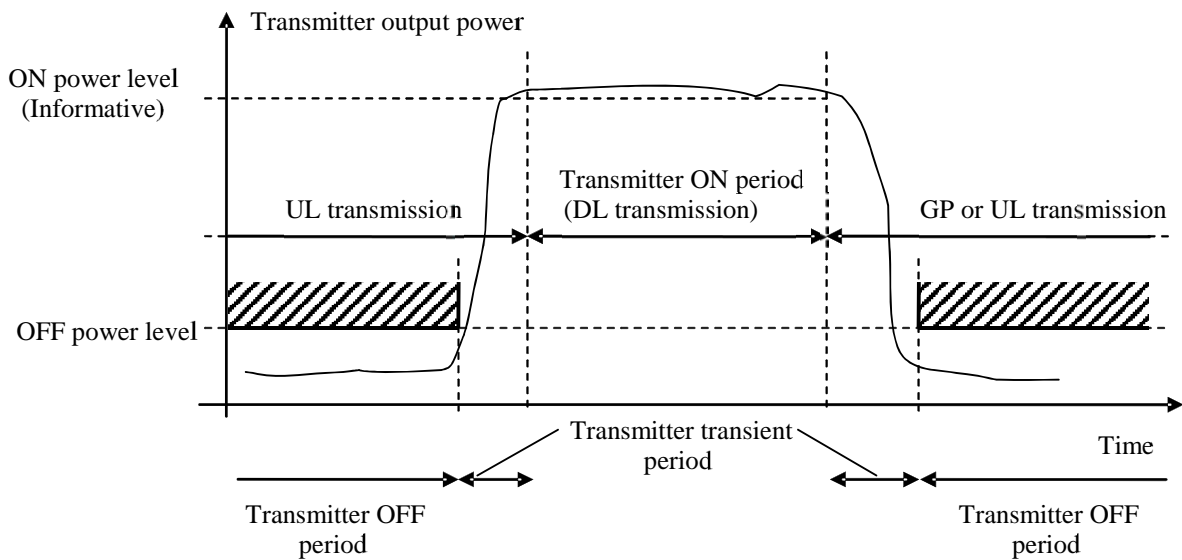 Transmitter output power
ON power level
(Informative)
Transmitter ON period
(DL transmission)
UL transmission
GP or UL transmission
OFF power level
Transmitter transient
period
Time
Transmitter OFF
period
Transmitter OFF
period